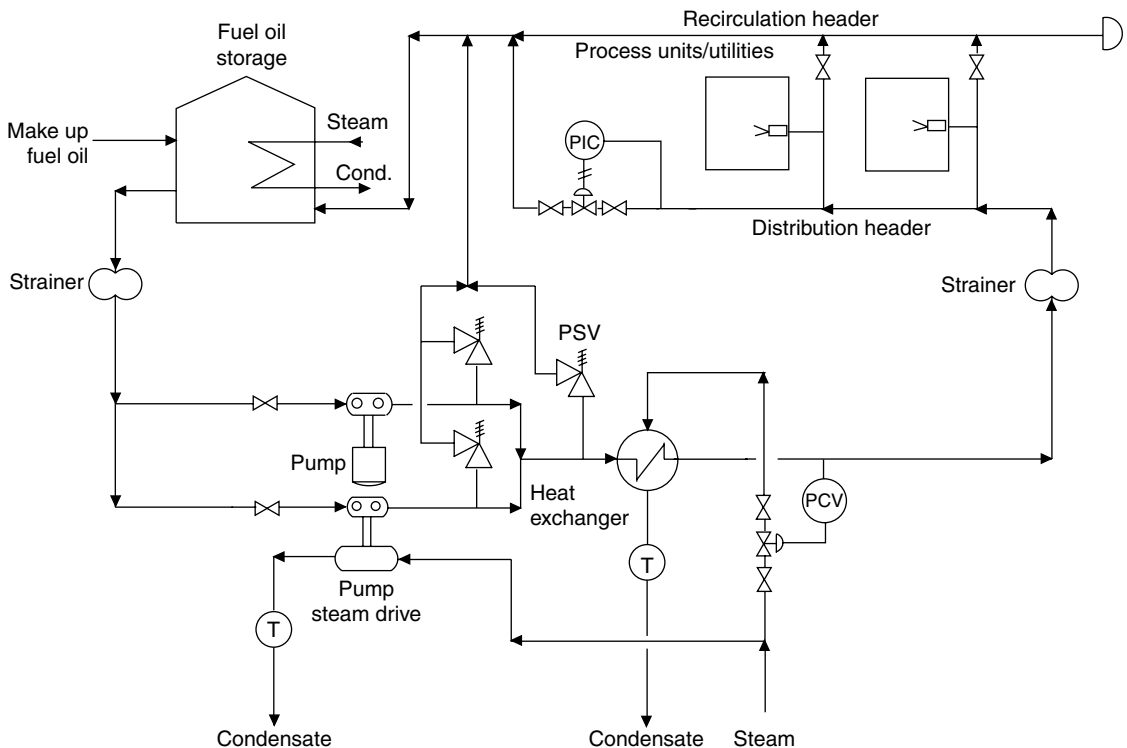 Recirculation header
Fuel oil
storage
Process units/utilities
Make up
fuel oil
Steam
Cond.
PIC
Distribution header
Strainer
Strainer
PSV
Pump
Heat
exchanger
PCV
T
Pump
steam drive
T
Condensate
Condensate
Steam